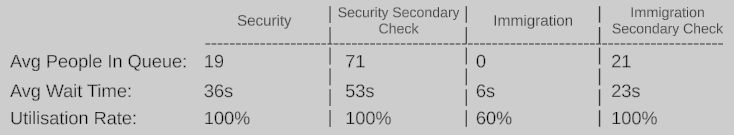 Security | Security Secondary Check | Immigration | Immigration Secondary Check
Avg People In Queue: 19 | 71 | 0 | 21
Avg Wait Time: 36s | 53s | 6s | 23s
Utilisation Rate: 100% | 100% | 60% | 100%